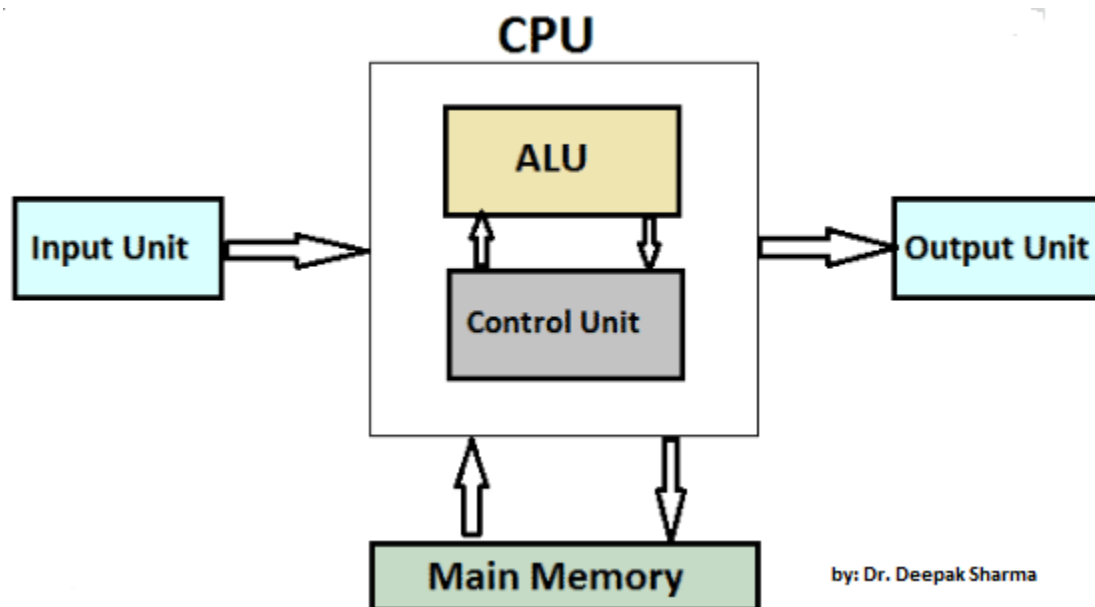 CPU
ALU
Input Unit
Output Unit
Control Unit
Main Memory
by: Dr. Deepak Sharma